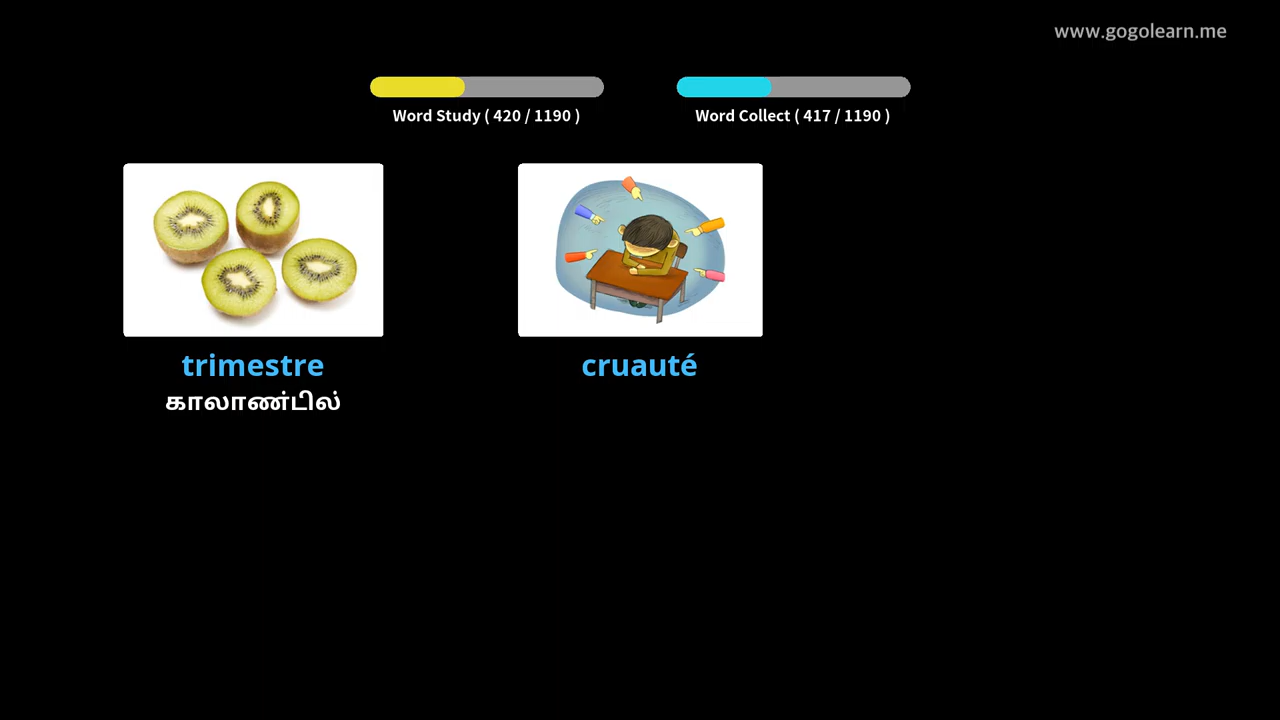 www.gogolearn.me
Word Study ( 420 / 1190 )
Word Collect ( 417 / 1190 )
trimestre
காலாண்டில்
cruauté